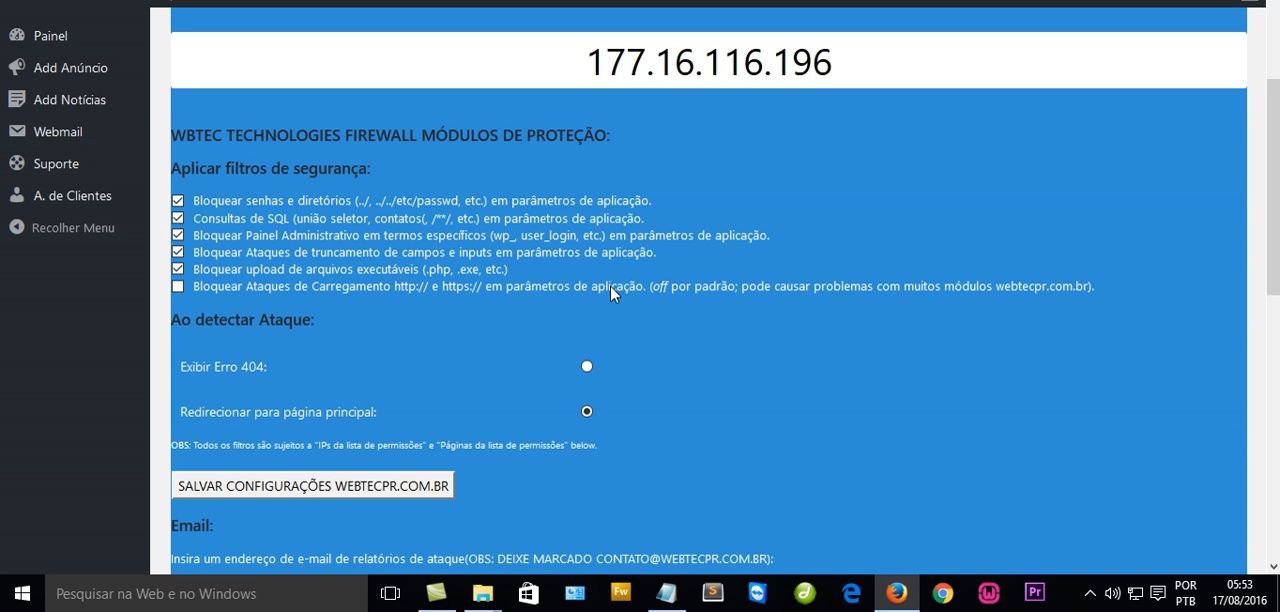 Painel
Add Anúncio
Add Notícias
Webmail
Suporte
A. de Clientes
Recolher Menu
177.16.116.196
WBTEC TECHNOLOGIES FIREWALL MÓDULOS DE PROTEÇÃO:
Aplicar filtros de segurança:
Bloquear senhas e diretórios (../, ../../etc/passwd, etc.) em parâmetros de aplicação.
Consultas de SQL (união seletor, contatos(, /**/, etc.) em parâmetros de aplicação.
Bloquear Painel Administrativo em termos específicos (wp_, user_login, etc.) em parâmetros de aplicação.
Bloquear Ataques de truncamento de campos e inputs em parâmetros de aplicação.
Bloquear upload de arquivos executáveis (.php, .exe, etc.)
Bloquear Ataques de Carregamento http:// e https:// em parâmetros de aplicação. (off por padrão; pode causar problemas com muitos módulos webtecpr.com.br).
Ao detectar Ataque:
Exibir Erro 404:
Redirecionar para página principal:
OBS: Todos os filtros são sujeitos a "IPs da lista de permissões" e "Páginas da lista de permissões" below.
SALVAR CONFIGURAÇÕES WEBTECPR.COM.BR
Email:
Insira um endereço de e-mail de relatórios de ataque(OBS: DEIXE MARCADO CONTATO@WEBTECPR.COM.BR):
Pesquisar na Web e no Windows
Fw
S
Pr
POR
PTB
05:53
17/08/2016